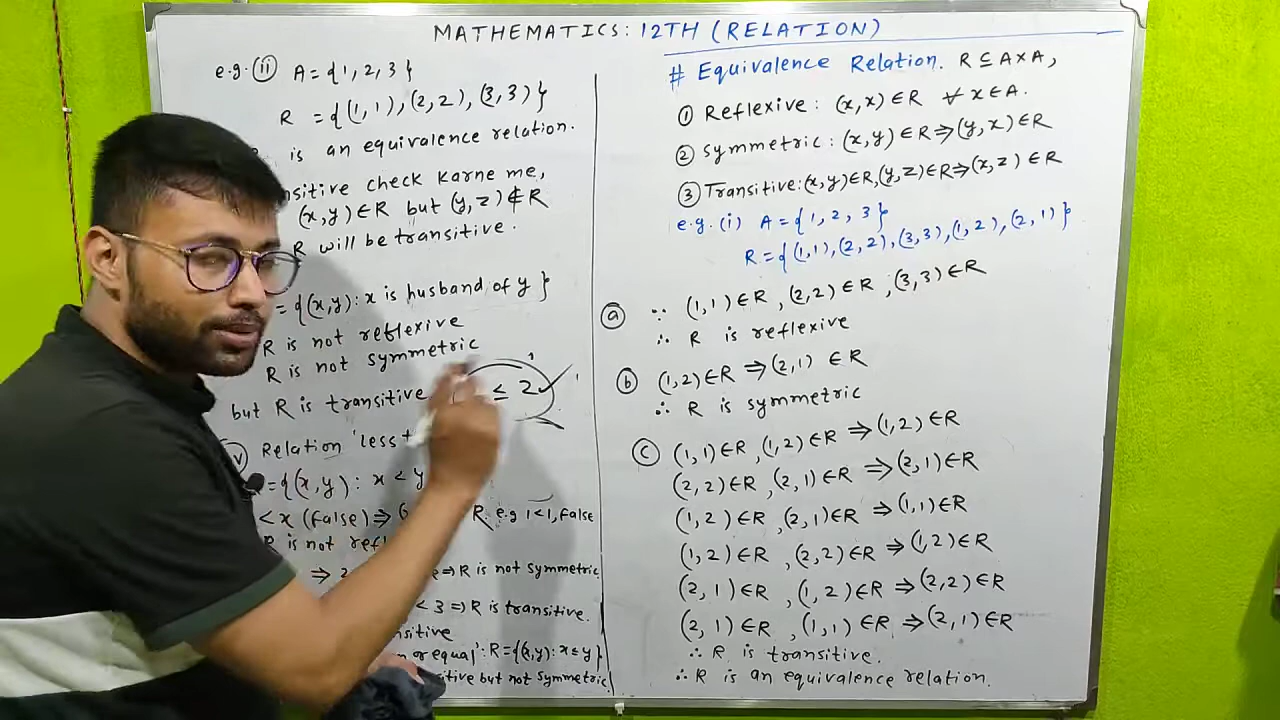 MATHEMATICS: 12TH (RELATION)
e.g. (ii) A = {1, 2, 3}
R = {(1,1), (2,2), (3,3)}
is an equivalence relation.
nsitive check karne me,
(x,y) ∈ R but (y,z) ∉ R
R will be transitive.
= {(x,y): x is husband of y}
R is not reflexive
R is not symmetric
but R is transitive
≤ 2
Relation 'less
= {(x,y): x < y
< x (false) ⇒ R e.g 1<1, false
R is not
⇒ ⇒ R is not symmetric.
< 3 ⇒ R is transitive.
nsitive
or equal': R = {(x,y): x ≤ y}
sitive but not symmetric.
# Equivalence Relation. R ⊆ A×A,
① Reflexive: (x,x) ∈ R ∀ x ∈ A.
② symmetric: (x,y) ∈ R ⇒ (y,x) ∈ R
③ Transitive: (x,y) ∈ R, (y,z) ∈ R ⇒ (x,z) ∈ R
e.g. (i) A = {1, 2, 3}
R = {(1,1), (2,2), (3,3), (1,2), (2,1)}
ⓐ ∵ (1,1) ∈ R, (2,2) ∈ R, (3,3) ∈ R
∴ R is reflexive
ⓑ (1,2) ∈ R ⇒ (2,1) ∈ R
∴ R is symmetric
ⓒ (1,1) ∈ R, (1,2) ∈ R ⇒ (1,2) ∈ R
(2,2) ∈ R, (2,1) ∈ R ⇒ (2,1) ∈ R
(1,2) ∈ R, (2,1) ∈ R ⇒ (1,1) ∈ R
(1,2) ∈ R, (2,2) ∈ R ⇒ (1,2) ∈ R
(2,1) ∈ R, (1,2) ∈ R ⇒ (2,2) ∈ R
(2,1) ∈ R, (1,1) ∈ R ⇒ (2,1) ∈ R
∴ R is transitive.
∴ R is an equivalence relation.